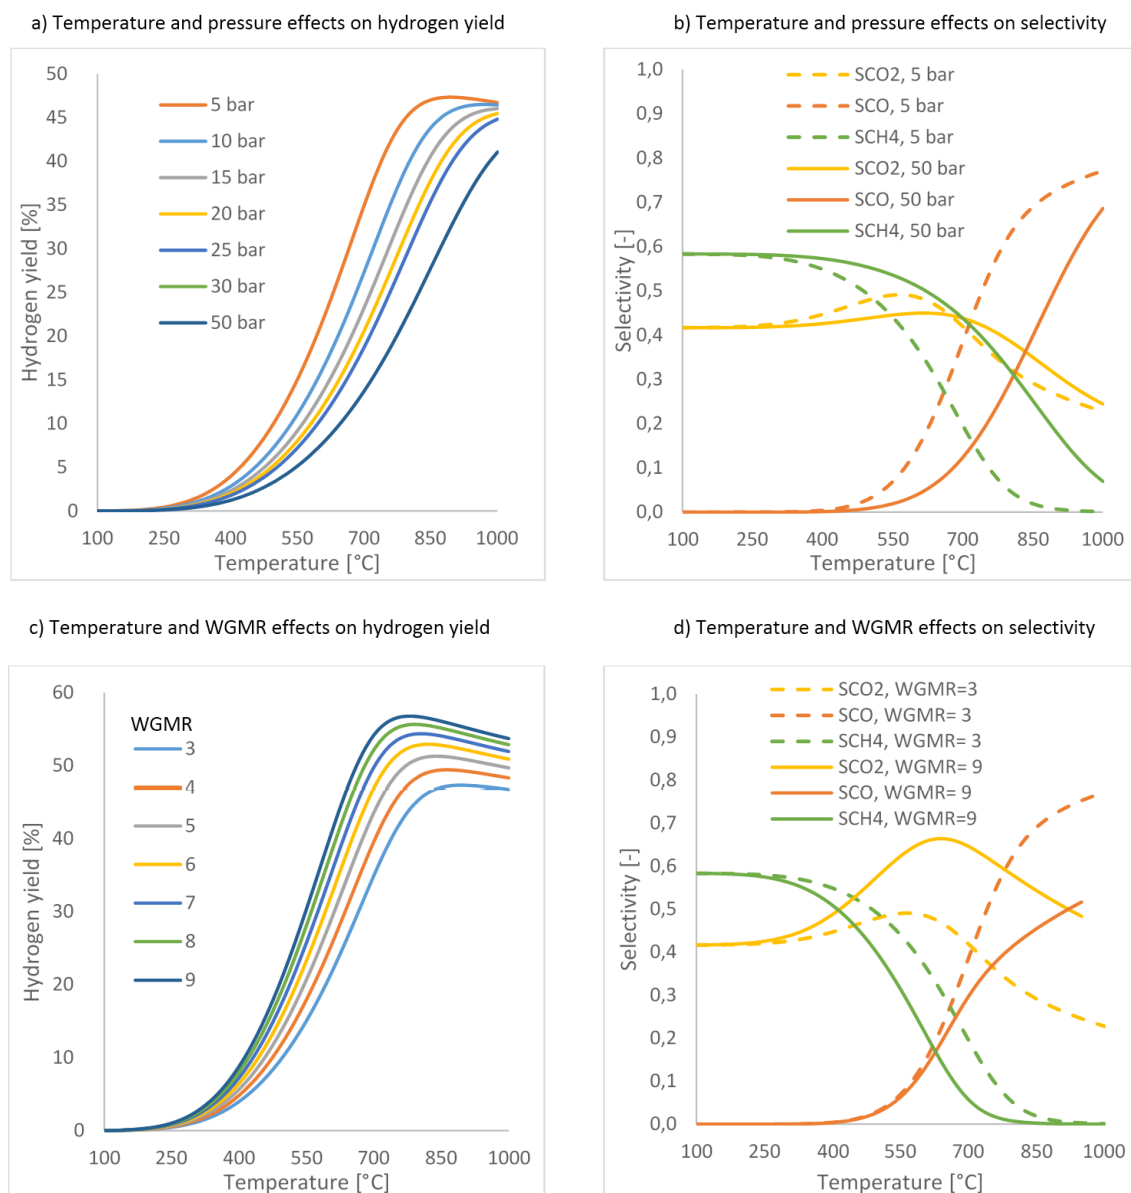 a) Temperature and pressure effects on hydrogen yield
50
45
40
35
30
25
20
15
10
5
0
Hydrogen yield [%]
5 bar
10 bar
15 bar
20 bar
25 bar
30 bar
50 bar
100 250 400 550 700 850 1000
Temperature [°C]
b) Temperature and pressure effects on selectivity
1,0
0,9
0,8
0,7
0,6
0,5
0,4
0,3
0,2
0,1
0,0
Selectivity [-]
SCO2, 5 bar
SCO, 5 bar
SCH4, 5 bar
SCO2, 50 bar
SCO, 50 bar
SCH4, 50 bar
100 250 400 550 700 850 1000
Temperature [°C]
c) Temperature and WGMR effects on hydrogen yield
60
50
40
30
20
10
0
Hydrogen yield [%]
WGMR
3
4
5
6
7
8
9
100 250 400 550 700 850 1000
Temperature [°C]
d) Temperature and WGMR effects on selectivity
1,0
0,9
0,8
0,7
0,6
0,5
0,4
0,3
0,2
0,1
0,0
Selectivity [-]
SCO2, WGMR=3
SCO, WGMR= 3
SCH4, WGMR= 3
SCO2, WGMR= 9
SCO, WGMR= 9
SCH4, WGMR=9
100 250 400 550 700 850 1000
Temperature [°C]